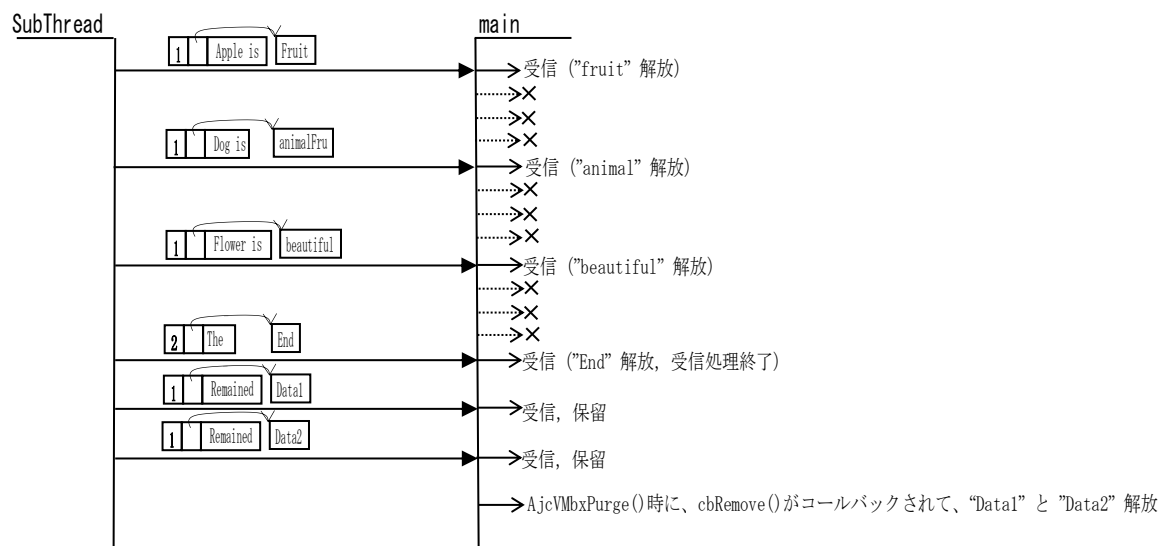 SubThread
main
1 Apple is Fruit
受信 ("fruit" 解放)
×
×
×
1 Dog is animalFru
受信 ("animal" 解放)
×
×
×
1 Flower is beautiful
受信 ("beautiful" 解放)
×
×
×
2 The End
受信 ("End" 解放, 受信処理終了)
1 Remained Data1
受信, 保留
1 Remained Data2
受信, 保留
AjcVMbxPurge()時に、cbRemove()がコールバックされて、“Data1” と ”Data2” 解放